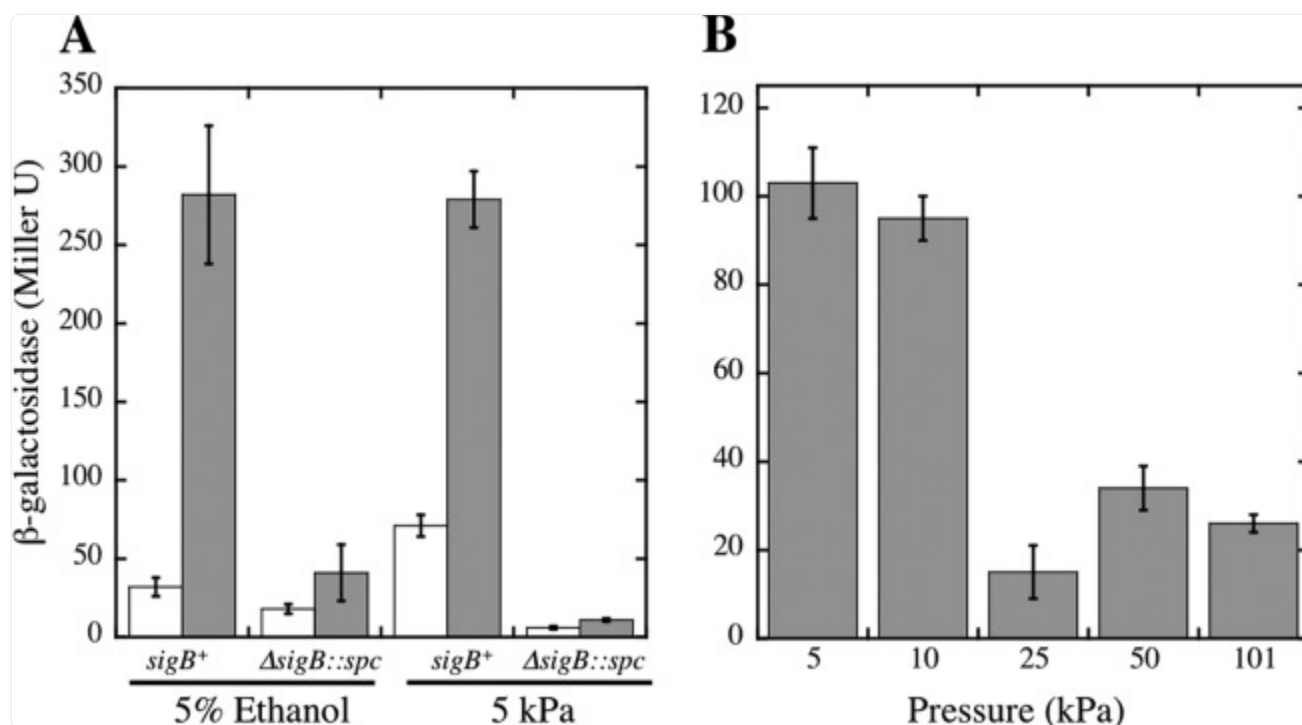 A
B
β-galactosidase (Miller U)
350
300
250
200
150
100
50
0
sigB⁺ ΔsigB::spc sigB⁺ ΔsigB::spc
5% Ethanol 5 kPa
120
100
80
60
40
20
0
5 10 25 50 101
Pressure (kPa)